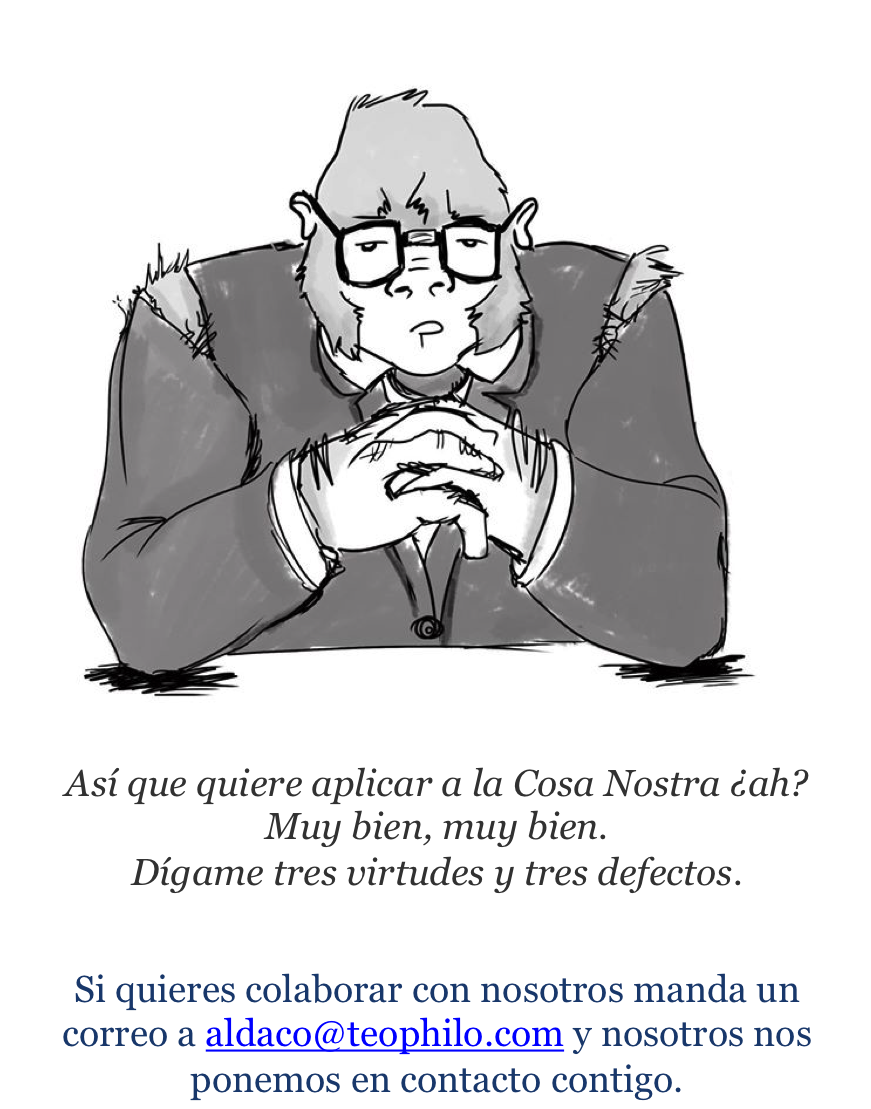 Así que quiere aplicar a la Cosa Nostra ¿ah?
Muy bien, muy bien.
Dígame tres virtudes y tres defectos.
Si quieres colaborar con nosotros manda un
correo a aldaco@teophilo.com y nosotros nos
ponemos en contacto contigo.